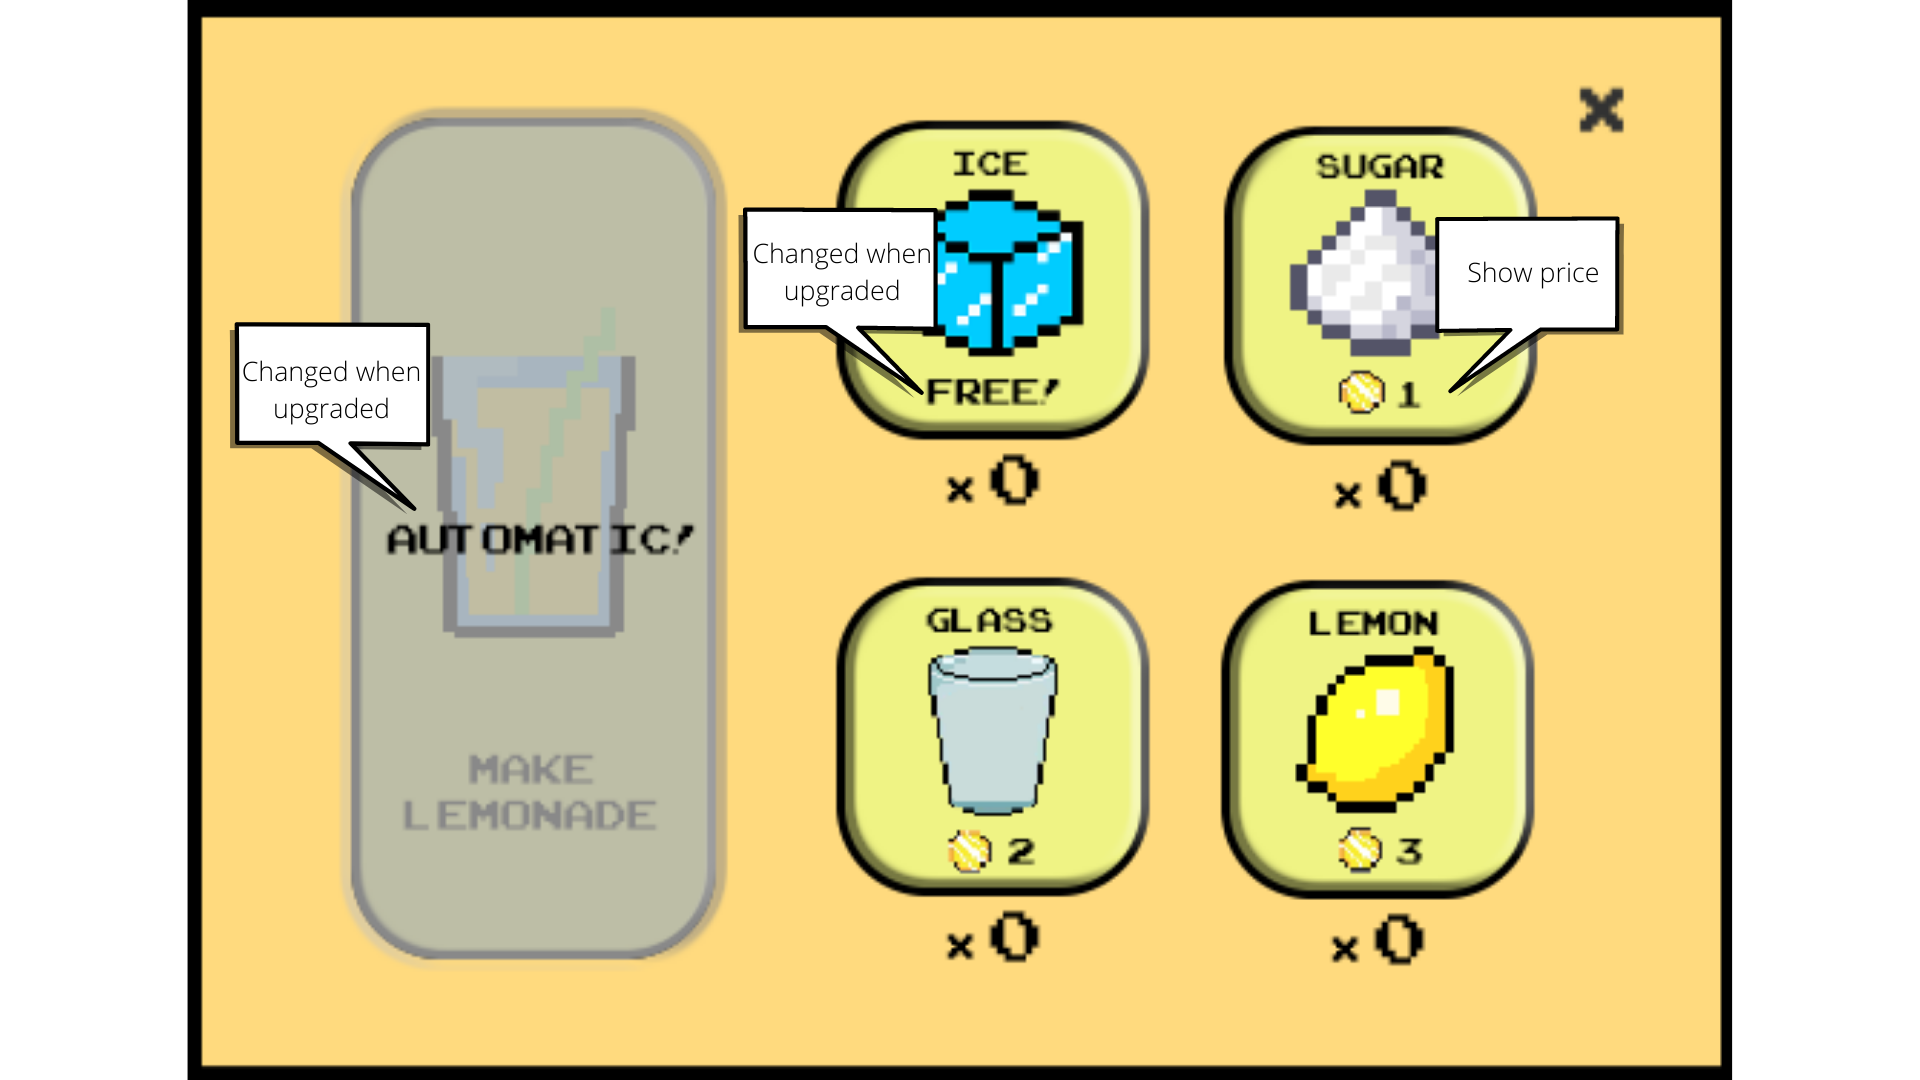 Changed when
upgraded
AUTOMATIC!
MAKE
LEMONADE
ICE
Changed when
upgraded
FREE!
x 0
SUGAR
Show price
1
x 0
GLASS
2
x 0
LEMON
3
x 0
x